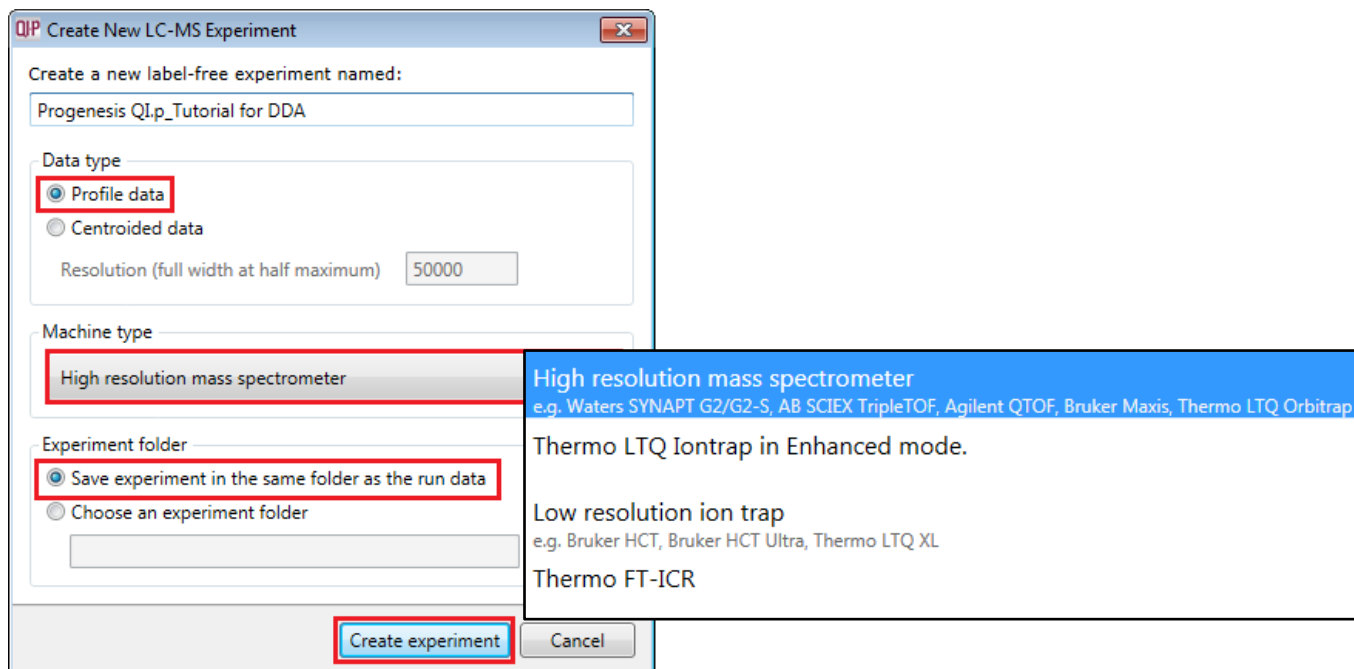 QI.P Create New LC-MS Experiment
Create a new label-free experiment named:
Progenesis QI.p_Tutorial for DDA
Data type
Profile data
Centroided data
Resolution (full width at half maximum) 50000
Machine type
High resolution mass spectrometer
High resolution mass spectrometer
e.g. Waters SYNAPT G2/G2-S, AB SCIEX TripleTOF, Agilent QTOF, Bruker Maxis, Thermo LTQ Orbitrap
Thermo LTQ Iontrap in Enhanced mode.
Low resolution ion trap
e.g. Bruker HCT, Bruker HCT Ultra, Thermo LTQ XL
Thermo FT-ICR
Experiment folder
Save experiment in the same folder as the run data
Choose an experiment folder
Create experiment Cancel